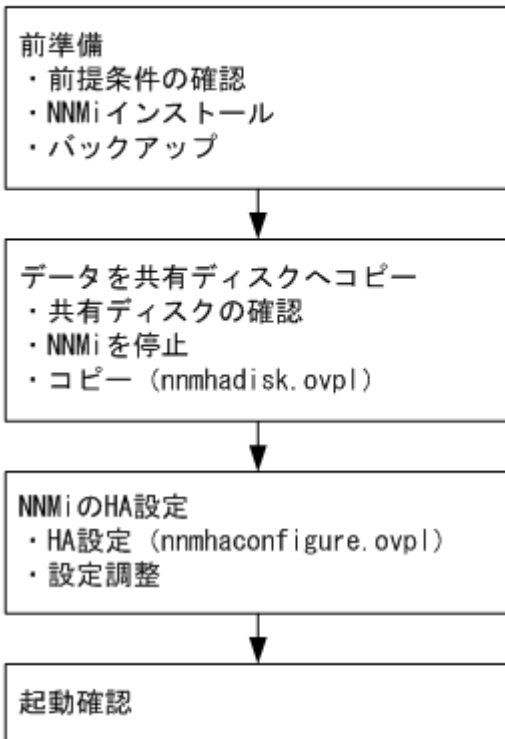 前準備
・前提条件の確認
・NNMiインストール
・バックアップ
データを共有ディスクへコピー
・共有ディスクの確認
・NNMiを停止
・コピー（nnmhadisk.ovpl）
NNMiのHA設定
・HA設定（nnmhaconfigure.ovpl）
・設定調整
起動確認